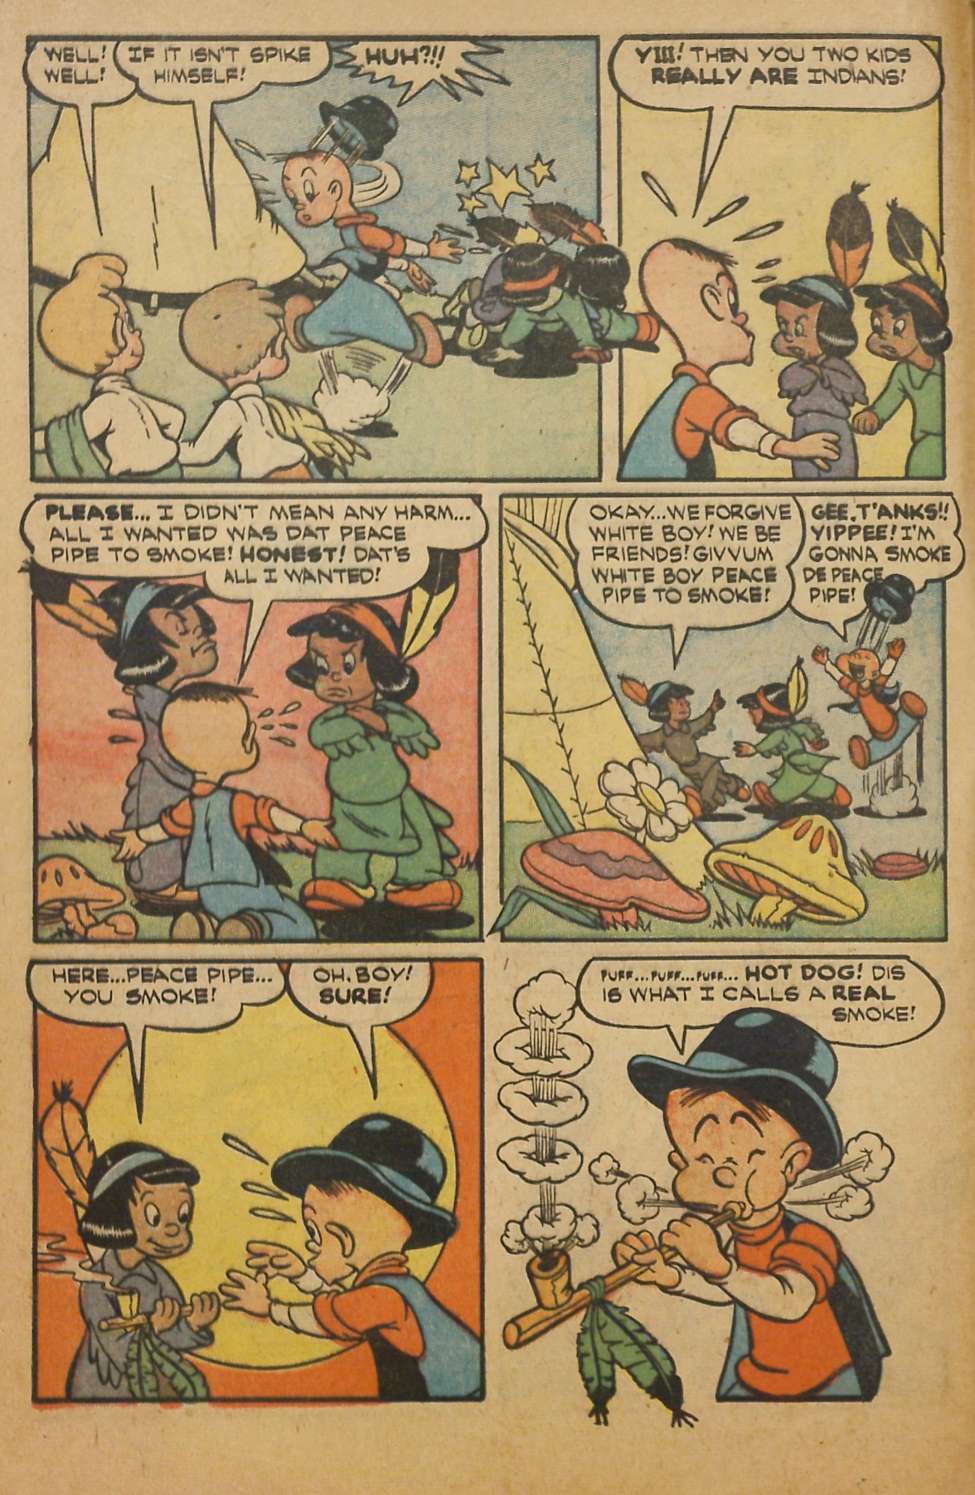 WELL!
WELL!
IF IT ISN'T SPIKE
HIMSELF!
HUH?!!
YIII! THEN YOU TWO KIDS
REALLY ARE INDIANS!
PLEASE... I DIDN'T MEAN ANY HARM...
ALL I WANTED WAS DAT PEACE
PIPE TO SMOKE! HONEST! DAT'S
ALL I WANTED!
OKAY...WE FORGIVE
WHITE BOY! WE BE
FRIENDS! GIVVUM
WHITE BOY PEACE
PIPE TO SMOKE!
GEE, T'ANKS!!
YIPPEE! I'M
GONNA SMOKE
DE PEACE
PIPE!
HERE...PEACE PIPE...
YOU SMOKE!
OH, BOY!
SURE!
PUFF...PUFF...PUFF... HOT DOG! DIS
IS WHAT I CALLS A REAL
SMOKE!